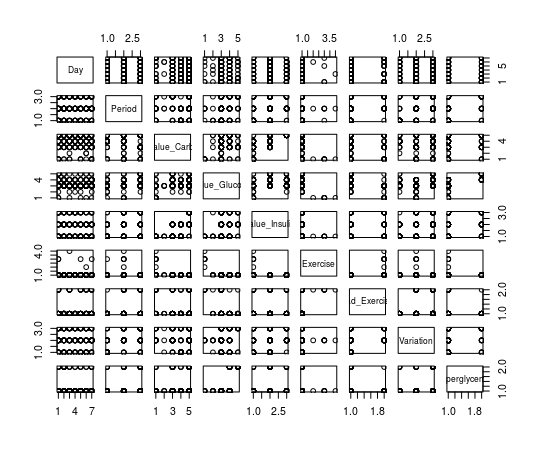 1.0 2.5
1 3 5
1.0 3.5
1.0 2.5
Day
1 5
1.0 3.0
Period
alue_Carb
1 4
1 4
ue_Gluco
alue_Insuli
1.0 3.0
1.0 4.0
Exercise
d_Exercis
1.0 2.0
1.0 3.0
Variation
perglycem
1.0 2.0
1 4 7
1 3 5
1.0 2.5
1.0 1.8
1.0 1.8